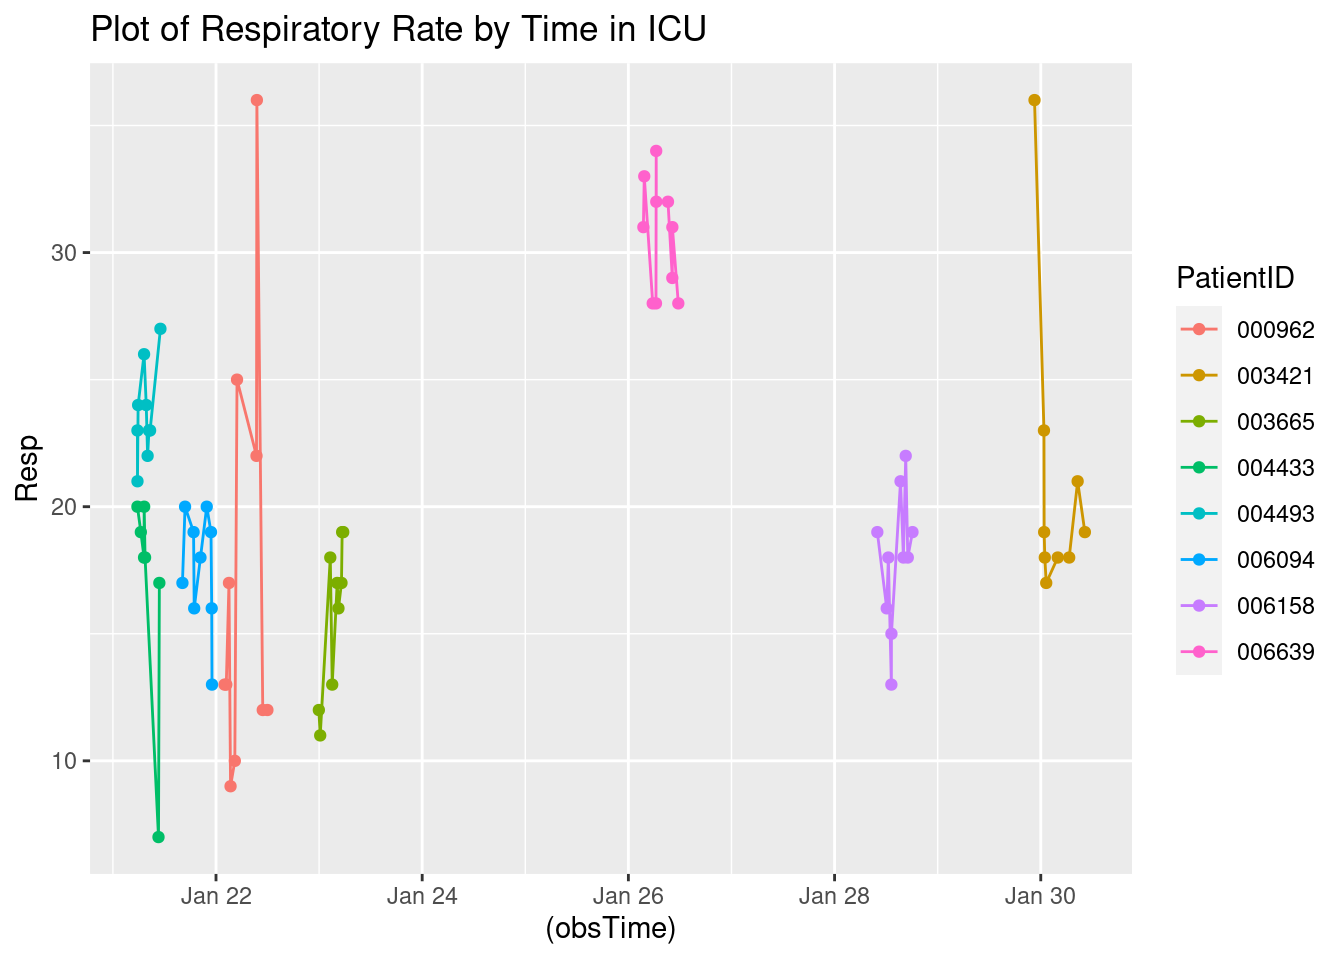 Plot of Respiratory Rate by Time in ICU
Resp
30
20
10
Jan 22
Jan 24
Jan 26
Jan 28
Jan 30
(obsTime)
PatientID
000962
003421
003665
004433
004493
006094
006158
006639